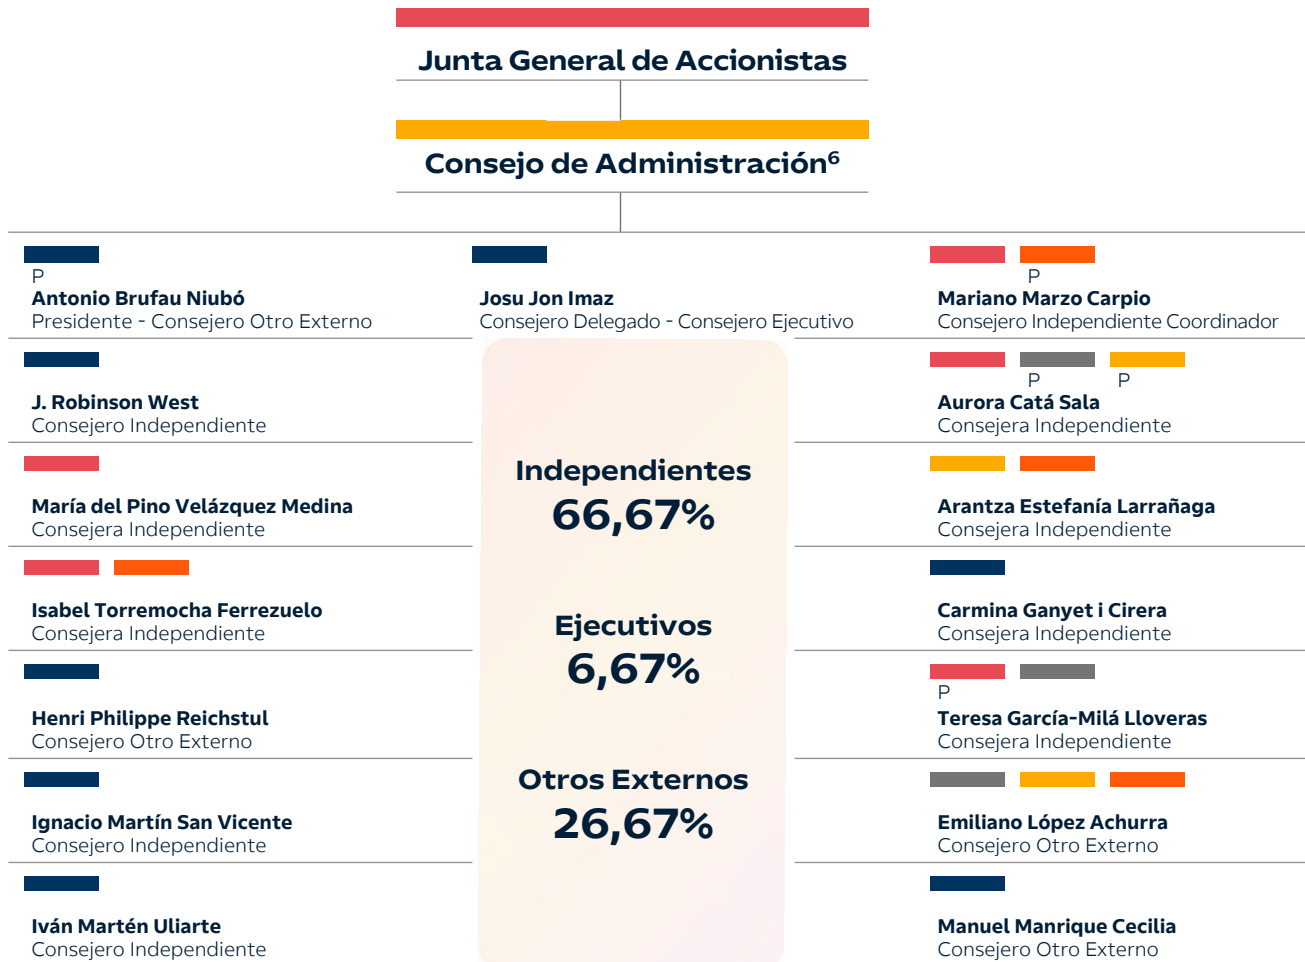 Junta General de Accionistas
Consejo de Administración⁶
P
Antonio Brufau Niubó
Presidente - Consejero Otro Externo
Josu Jon Imaz
Consejero Delegado - Consejero Ejecutivo
P
Mariano Marzo Carpio
Consejero Independiente Coordinador
J. Robinson West
Consejero Independiente
P P
Aurora Catá Sala
Consejera Independiente
María del Pino Velázquez Medina
Consejera Independiente
Arantza Estefanía Larrañaga
Consejera Independiente
Isabel Torremocha Ferrezuelo
Consejera Independiente
Carmina Ganyet i Cirera
Consejera Independiente
Henri Philippe Reichstul
Consejero Otro Externo
P
Teresa García-Milá Lloveras
Consejera Independiente
Ignacio Martín San Vicente
Consejero Independiente
Emiliano López Achurra
Consejero Otro Externo
Iván Martén Uliarte
Consejero Independiente
Manuel Manrique Cecilia
Consejero Otro Externo
Independientes
66,67%
Ejecutivos
6,67%
Otros Externos
26,67%